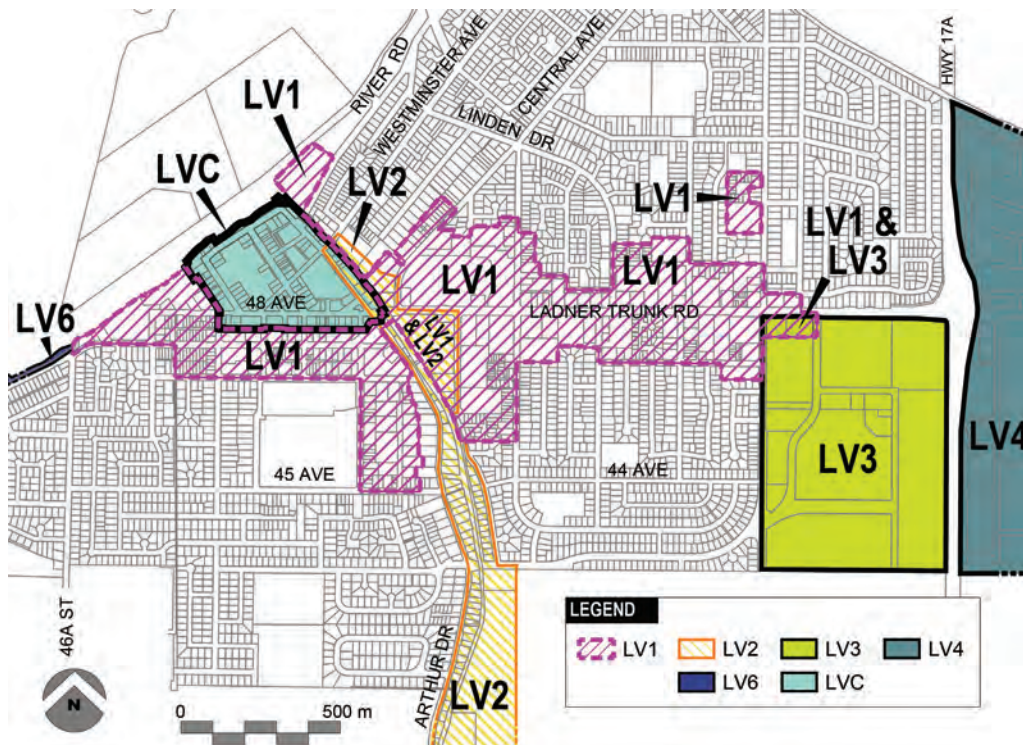 HWY 17A
RIVER RD
WESTMINSTER AVE
CENTRAL AVE
LV1
LINDEN DR
LVC
LV2
LV1
LV1 &
LV3
LV1
LV1
48 AVE
LADNER TRUNK RD
LV6
LV1
& LV2
LV1
LV3
LV4
45 AVE
44 AVE
LEGEND
LV1
LV2
LV3
LV4
LV6
LVC
46A ST
ARTHUR DR
LV2
N
0
500 m